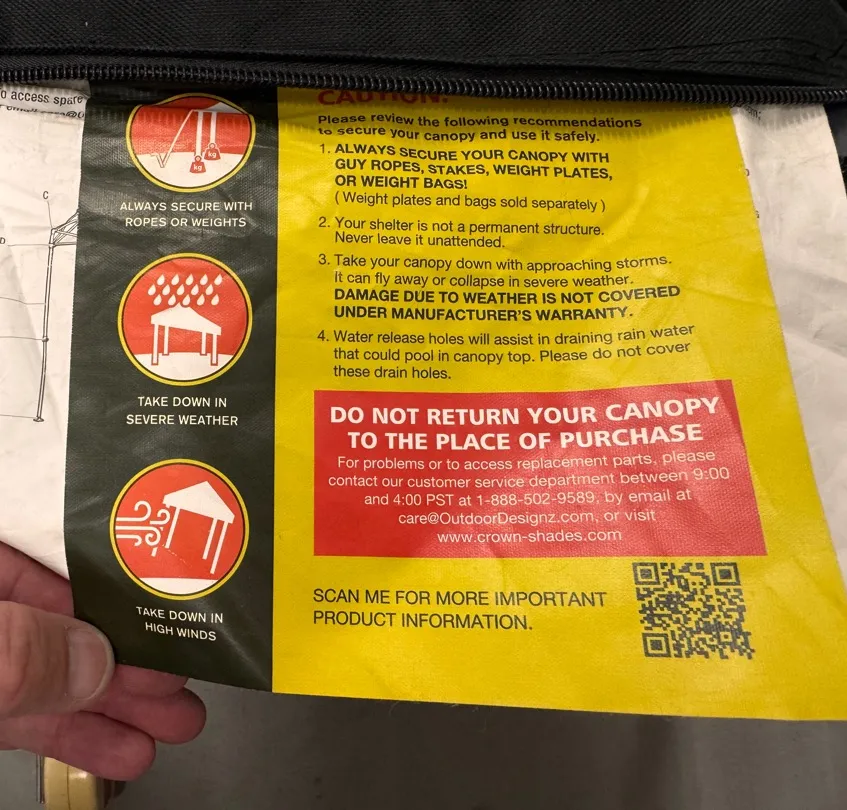 o access spare
C
D
kg
kg
ALWAYS SECURE WITH
ROPES OR WEIGHTS
TAKE DOWN IN
SEVERE WEATHER
TAKE DOWN IN
HIGH WINDS
CAUTION:
Please review the following recommendations
to secure your canopy and use it safely.
1. ALWAYS SECURE YOUR CANOPY WITH
GUY ROPES, STAKES, WEIGHT PLATES,
OR WEIGHT BAGS!
( Weight plates and bags sold separately )
2. Your shelter is not a permanent structure.
Never leave it unattended.
3. Take your canopy down with approaching storms.
It can fly away or collapse in severe weather.
DAMAGE DUE TO WEATHER IS NOT COVERED
UNDER MANUFACTURER'S WARRANTY.
4. Water release holes will assist in draining rain water
that could pool in canopy top. Please do not cover
these drain holes.
DO NOT RETURN YOUR CANOPY
TO THE PLACE OF PURCHASE
For problems or to access replacement parts, please
contact our customer service department between 9:00
and 4:00 PST at 1-888-502-9589, by email at
care@OutdoorDesignz.com, or visit
www.crown-shades.com
SCAN ME FOR MORE IMPORTANT
PRODUCT INFORMATION.